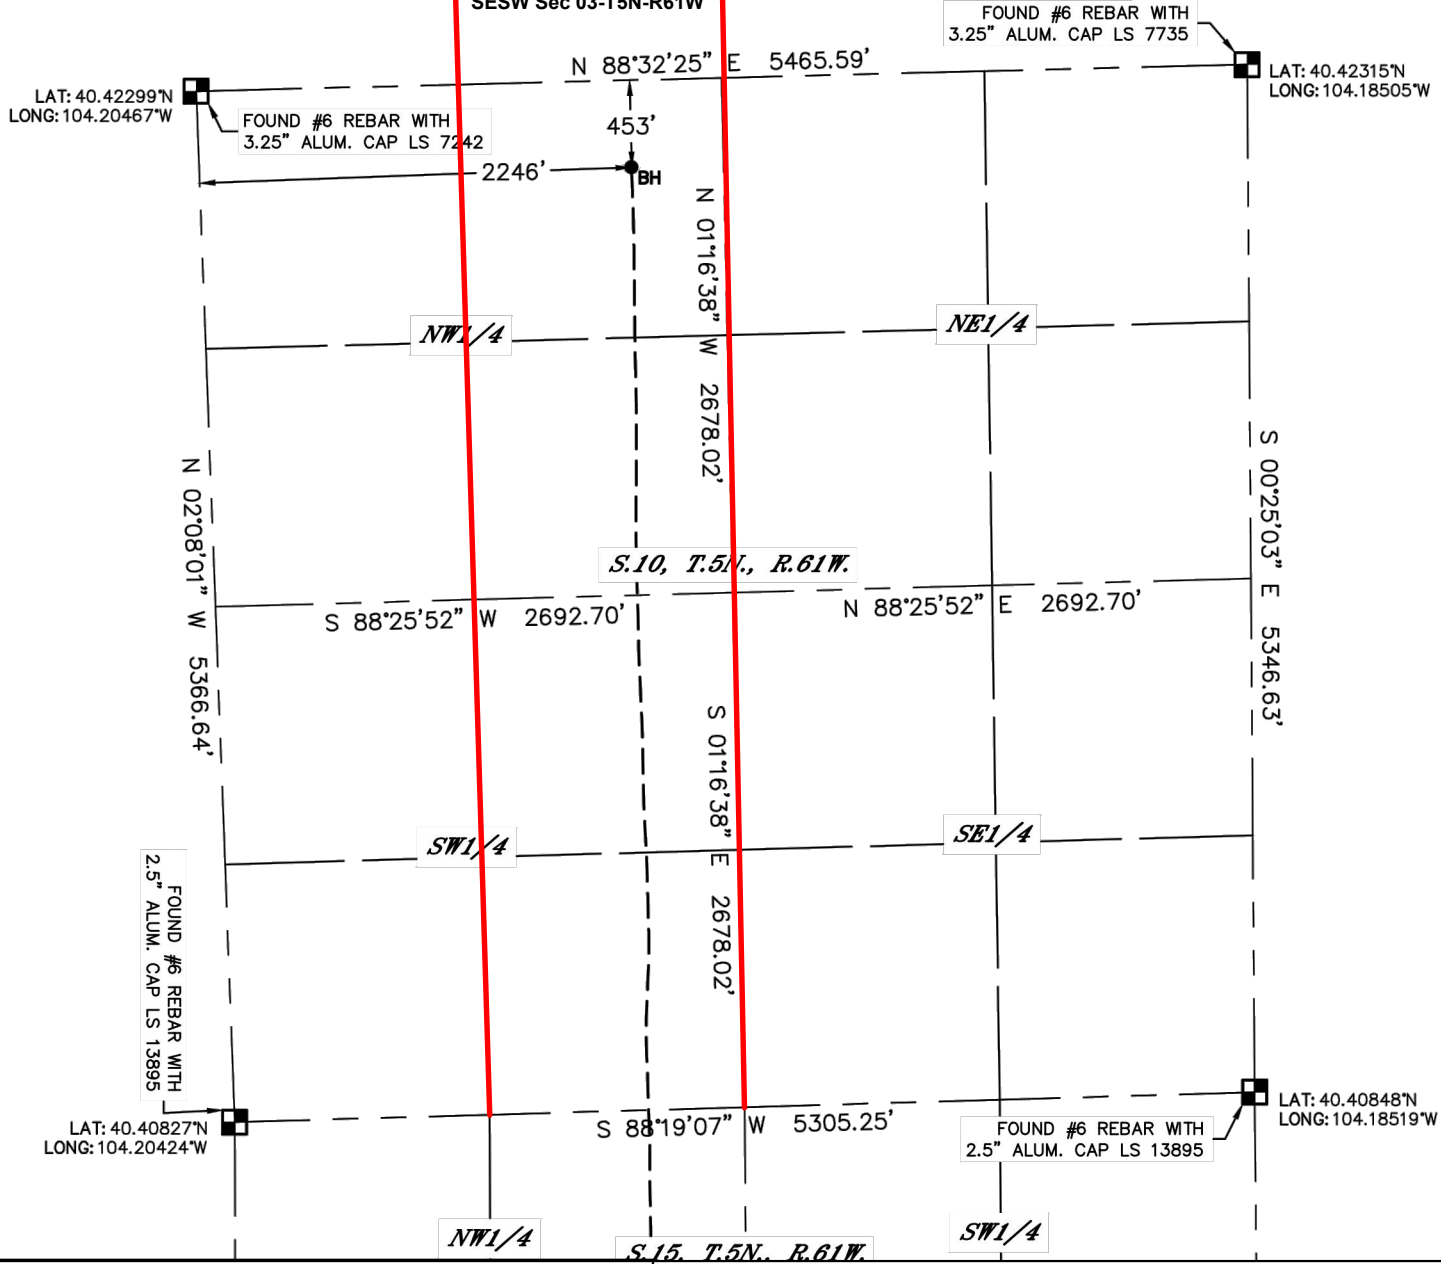 SESW Sec 03-T5N-R61W
FOUND #6 REBAR WITH
3.25" ALUM. CAP LS 7735
N 88°32'25" E 5465.59'
LAT: 40.42299°N
LONG: 104.20467°W
LAT: 40.42315°N
LONG: 104.18505°W
FOUND #6 REBAR WITH
3.25" ALUM. CAP LS 7242
453'
2246'
BH
N 01°16'38" W 2678.02'
NW1/4
NE1/4
N 02°08'01" W 5366.64'
S 00°25'03" E 5346.63'
S.10, T.5N., R.61W.
S 88°25'52" W 2692.70'
N 88°25'52" E 2692.70'
S 01°16'38" E 2678.02'
SW1/4
SE1/4
FOUND #6 REBAR WITH
2.5" ALUM. CAP LS 13895
LAT: 40.40827°N
LONG: 104.20424°W
S 88°19'07" W 5305.25'
FOUND #6 REBAR WITH
2.5" ALUM. CAP LS 13895
LAT: 40.40848°N
LONG: 104.18519°W
NW1/4
SW1/4
S.15, T.5N., R.61W.